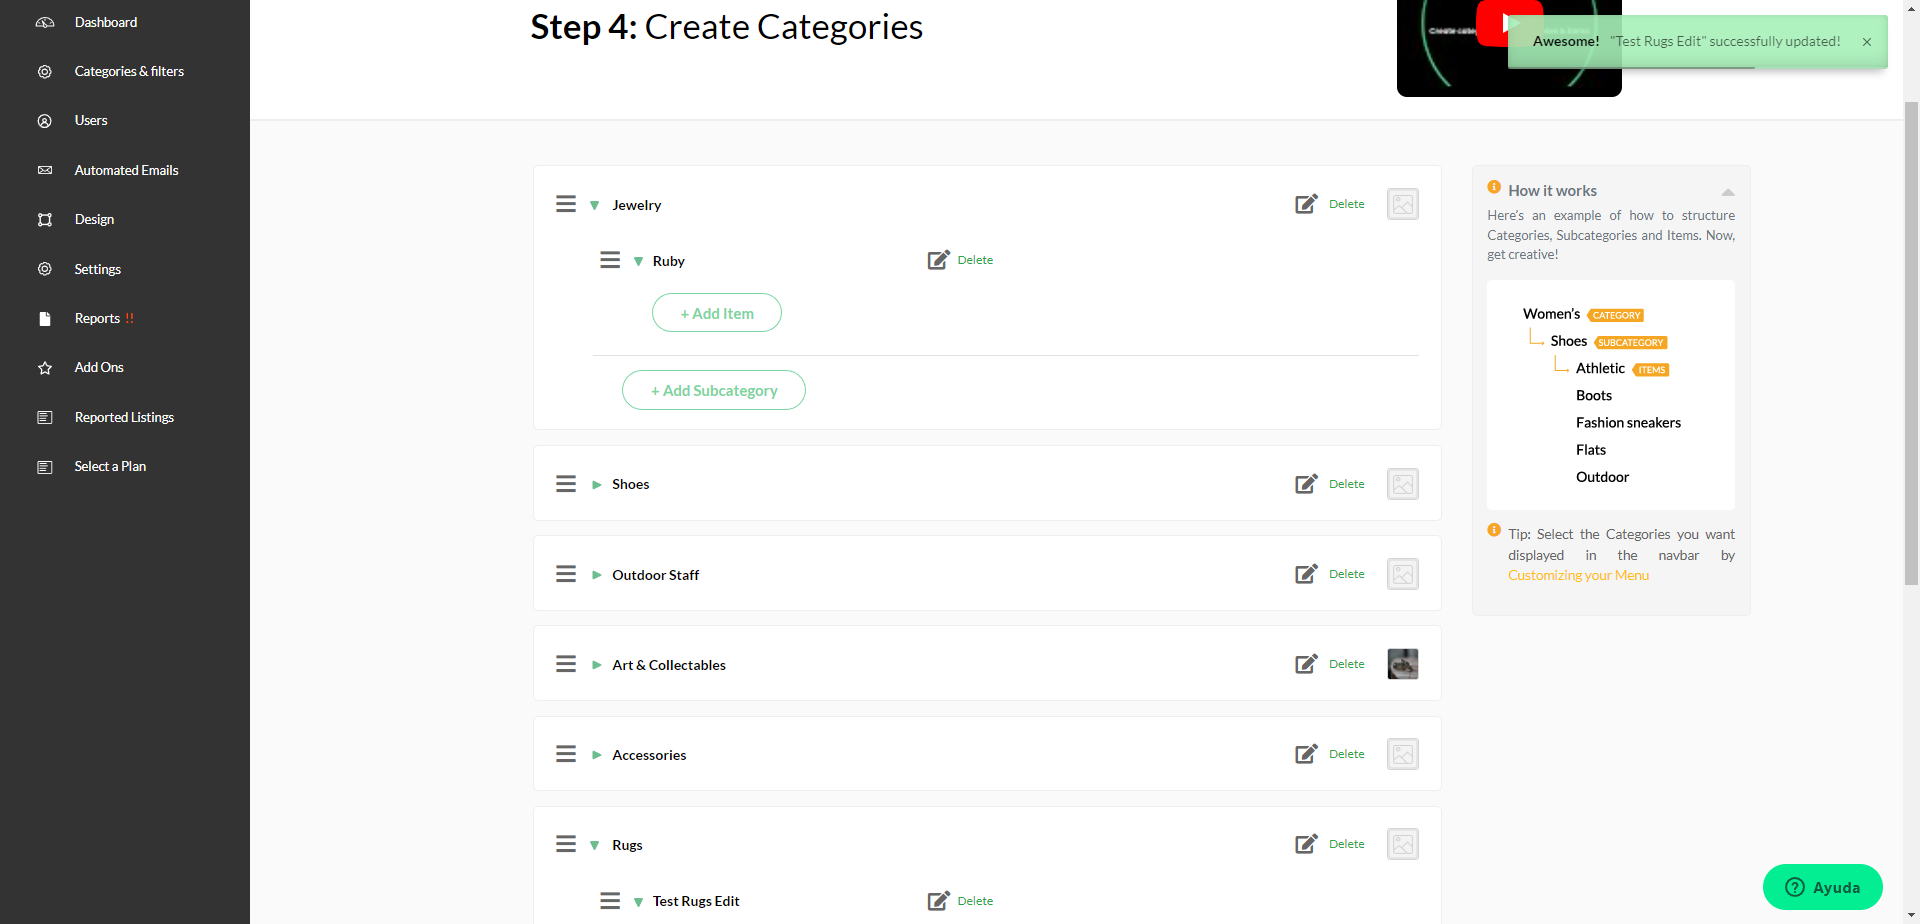 Dashboard
Categories & filters
Users
Automated Emails
Design
Settings
Reports !!
Add Ons
Reported Listings
Select a Plan
Step 4: Create Categories
Awesome! "Test Rugs Edit" successfully updated! ×
Jewelry
Delete
Ruby
Delete
+ Add Item
+ Add Subcategory
Shoes
Delete
Outdoor Staff
Delete
Art & Collectables
Delete
Accessories
Delete
Rugs
Delete
Test Rugs Edit
Delete
How it works
Here's an example of how to structure
Categories, Subcategories and Items. Now,
get creative!
Women's CATEGORY
Shoes SUBCATEGORY
Athletic ITEMS
Boots
Fashion sneakers
Flats
Outdoor
Tip: Select the Categories you want
displayed in the navbar by
Customizing your Menu
Ayuda